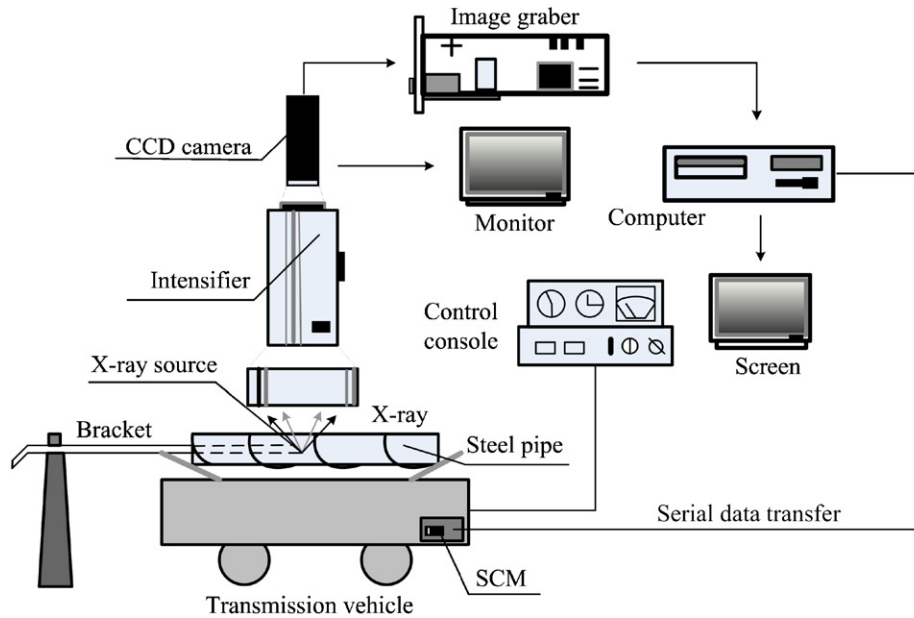 Image graber
CCD camera
Monitor
Computer
Intensifier
Control
console
Screen
X-ray source
X-ray
Bracket
Steel pipe
Serial data transfer
SCM
Transmission vehicle